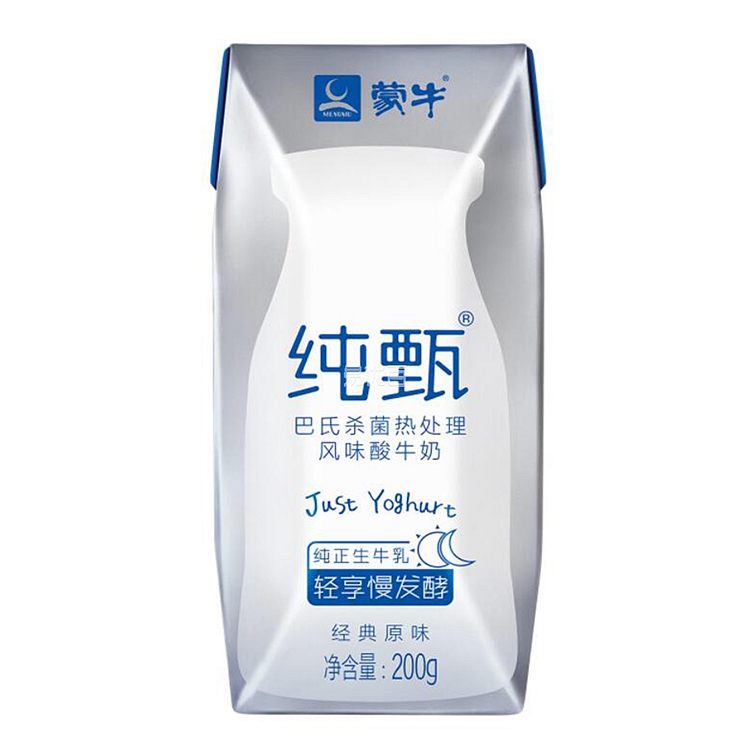 蒙牛®
MENGNIU
纯甄®
巴氏杀菌热处理
风味酸牛奶
Just Yoghurt
纯正生牛乳
轻享慢发酵
经典原味
净含量:200g